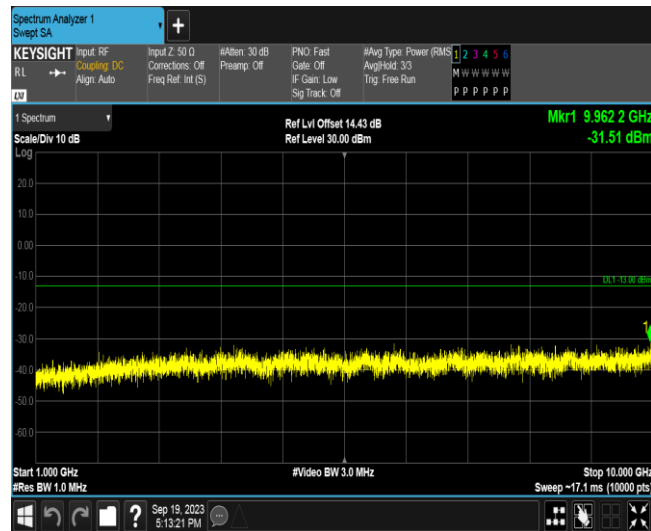 Spectrum Analyzer 1
Swept SA
+
KEYSIGHT
RL
LXI
Input: RF
Coupling: DC
Align: Auto
Input Z: 50 Ω
Corrections: Off
Freq Ref: Int (S)
#Atten: 30 dB
Preamp: Off
PNO: Fast
Gate: Off
IF Gain: Low
Sig Track: Off
#Avg Type: Power (RMS
Avg|Hold: 3/3
Trig: Free Run
1 2 3 4 5 6
M W W W W W
P P P P P P
1 Spectrum
Scale/Div 10 dB
Log
Ref Lvl Offset 14.43 dB
Ref Level 30.00 dBm
Mkr1 9.962 2 GHz
-31.51 dBm
20.0
10.0
0.00
-10.0
DL1 -13.00 dBm
-20.0
1
-30.0
-40.0
-50.0
-60.0
Start 1.000 GHz
#Res BW 1.0 MHz
#Video BW 3.0 MHz
Stop 10.000 GHz
Sweep ~17.1 ms (10000 pts
?
Sep 19, 2023
5:13:21 PM